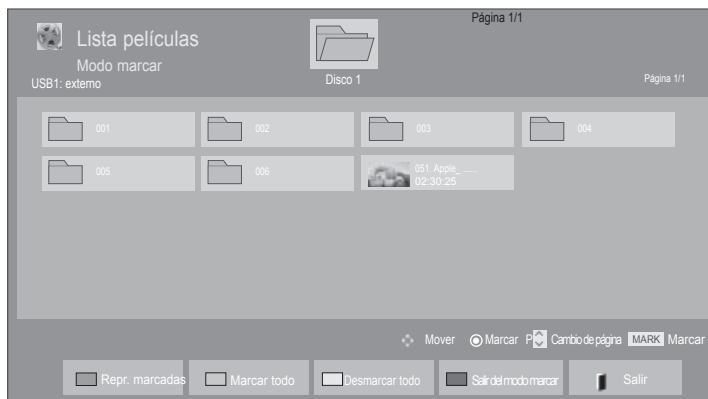 Página 1/1
Lista películas
Modo marcar
USB1: externo
Disco 1
Página 1/1
001
002
003
004
005
006
051. Apple_ ......
02:30:25
Mover Marcar P Cambio de página MARK Marcar
Repr. marcadas Marcar todo Desmarcar todo Salir del modo marcar Salir